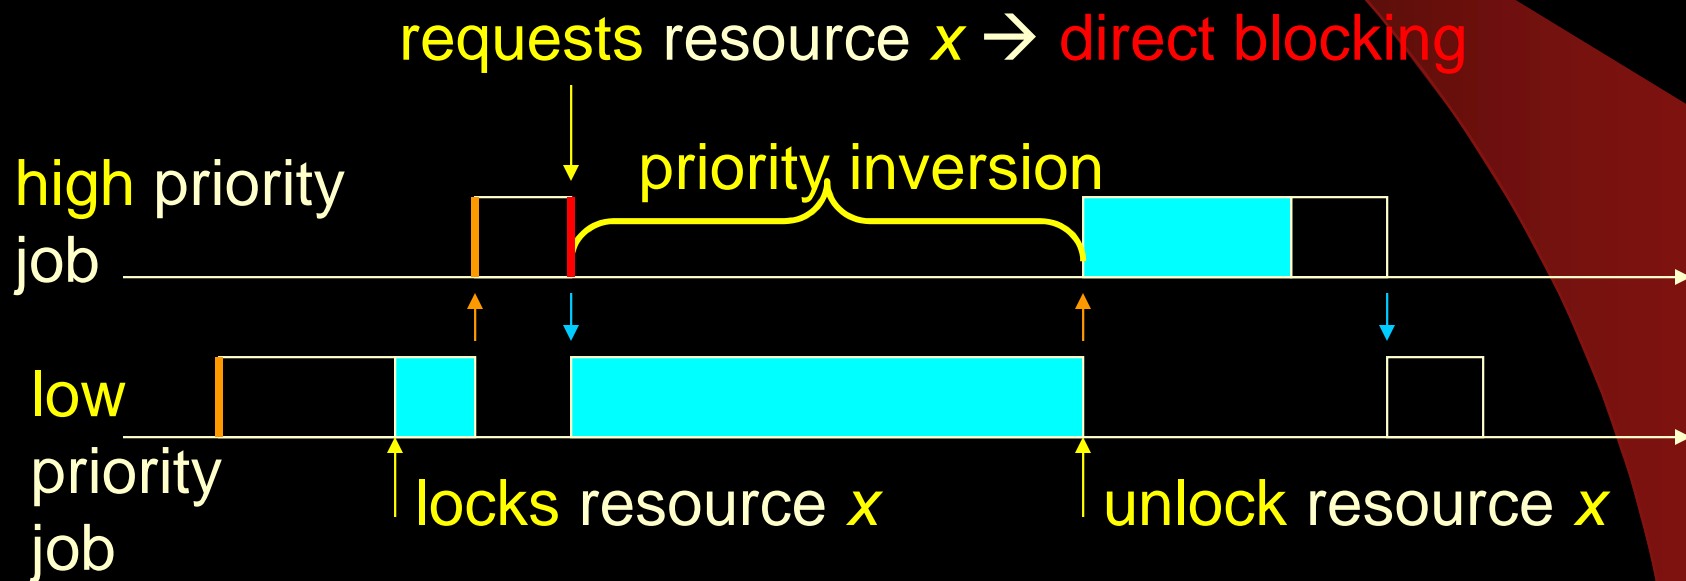 requests resource x → direct blocking
priority inversion
high priority
job
low
priority
job
locks resource x
unlock resource x